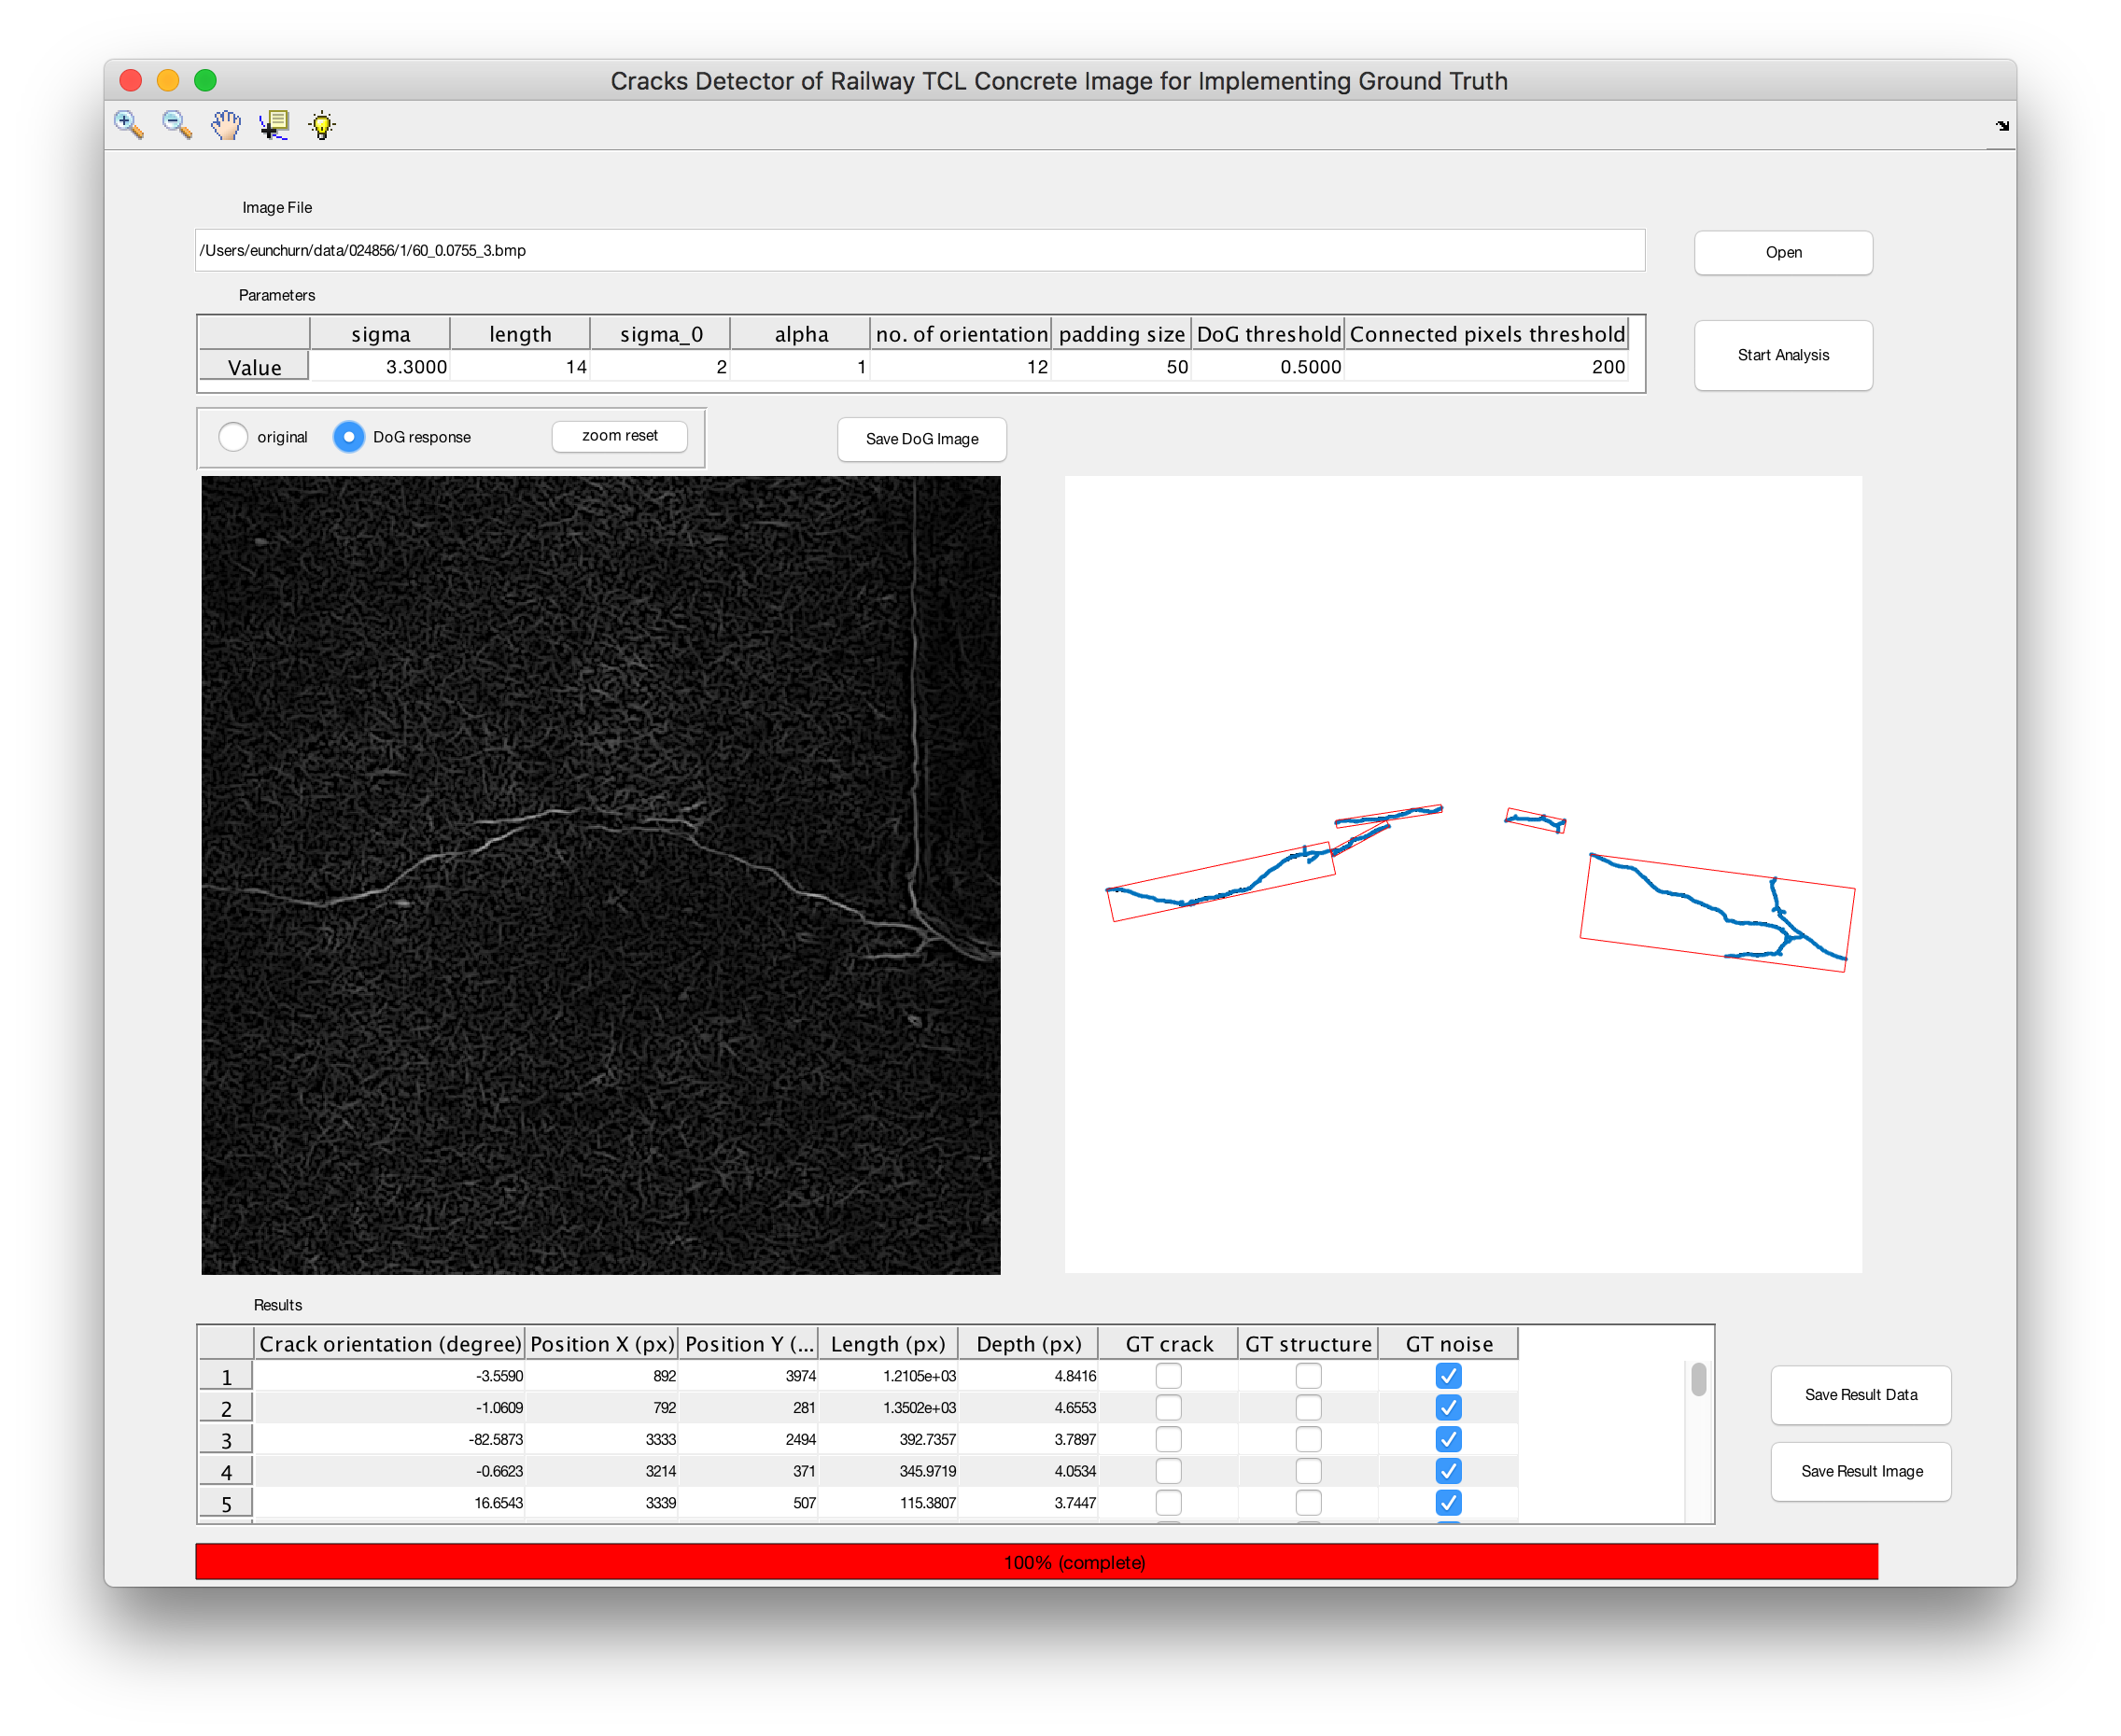 Cracks Detector of Railway TCL Concrete Image for Implementing Ground Truth
Image File
/Users/eunchurn/data/024856/1/60_0.0755_3.bmp
Open
Parameters
sigma length sigma_0 alpha no. of orientation padding size DoG threshold Connected pixels threshold
Value 3.3000 14 2 1 12 50 0.5000 200
Start Analysis
original DoG response zoom reset
Save DoG Image
Results
Crack orientation (degree) Position X (px) Position Y (... Length (px) Depth (px) GT crack GT structure GT noise
1 -3.5590 892 3974 1.2105e+03 4.8416
2 -1.0609 792 281 1.3502e+03 4.6553
3 -82.5873 3333 2494 392.7357 3.7897
4 -0.6623 3214 371 345.9719 4.0534
5 16.6543 3339 507 115.3807 3.7447
Save Result Data
Save Result Image
100% (complete)